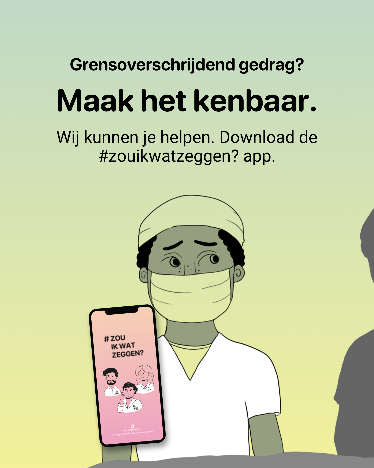 Grensoverschrijdend gedrag?
Maak het kenbaar.
Wij kunnen je helpen. Download de
#zouikwatzeggen? app.
# ZOU
IK WAT
ZEGGEN?